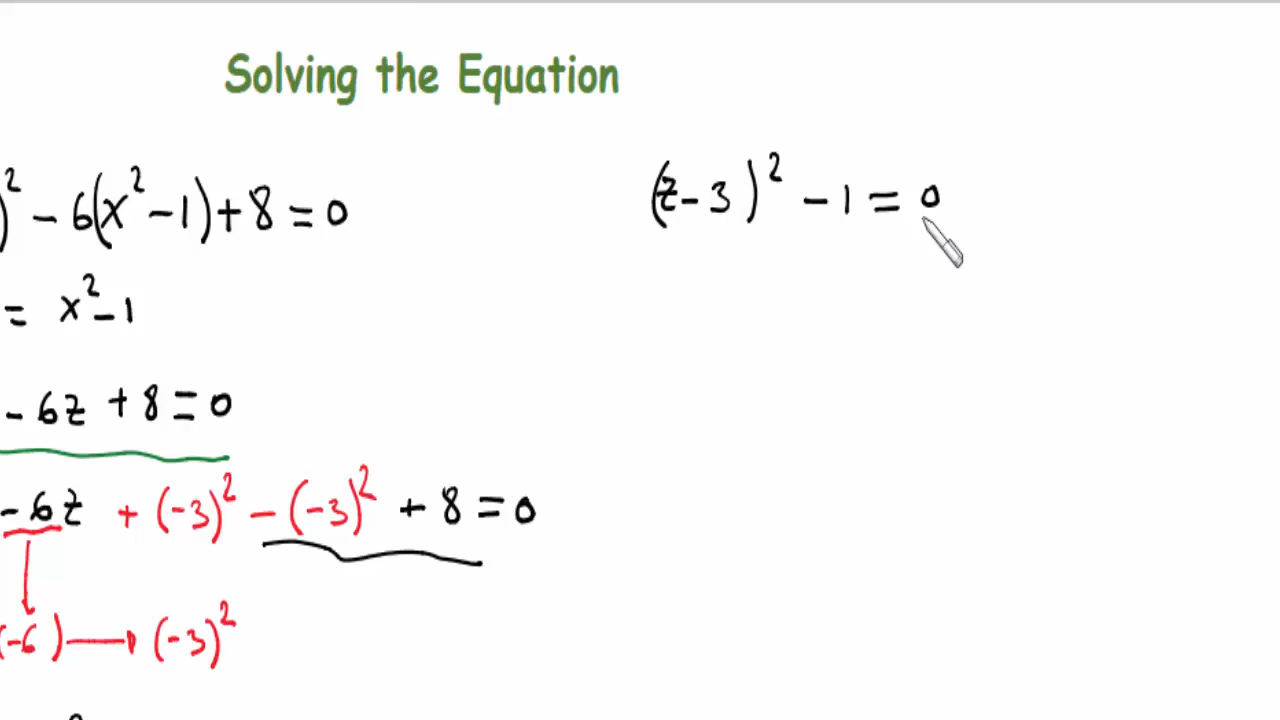 Solving the Equation
)² - 6(x² - 1) + 8 = 0
(z - 3)² - 1 = 0
= x² - 1
- 6z + 8 = 0
- 6z + (-3)² - (-3)² + 8 = 0
(-6) → (-3)²